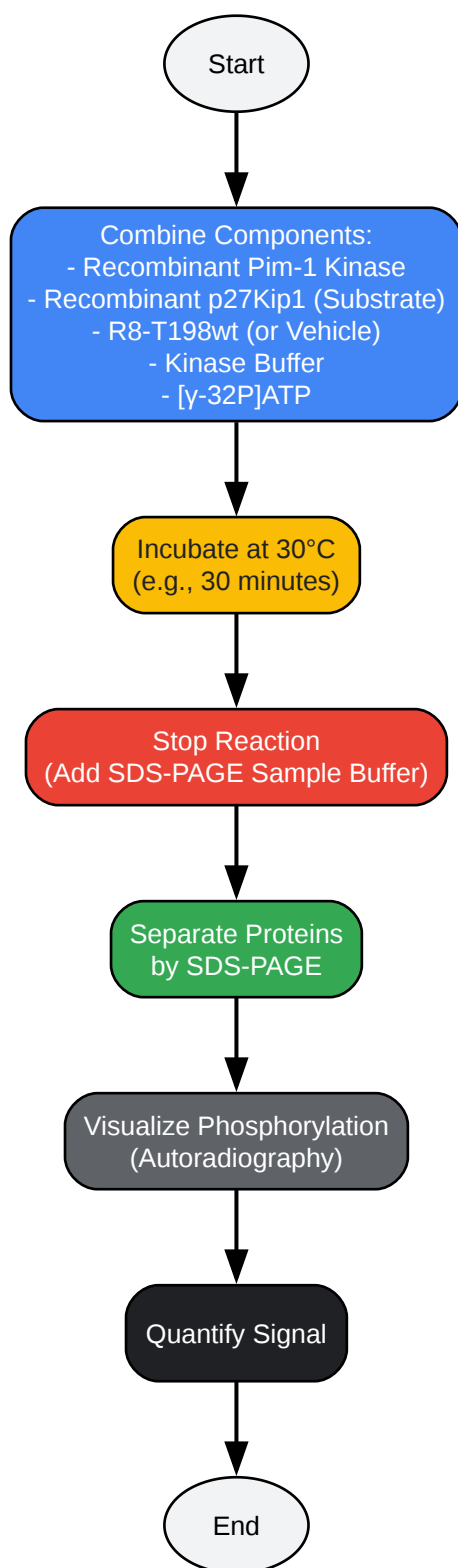 Start
Combine Components:
- Recombinant Pim-1 Kinase
- Recombinant p27Kip1 (Substrate)
- R8-T198wt (or Vehicle)
- Kinase Buffer
- [γ-32P]ATP
Incubate at 30°C
(e.g., 30 minutes)
Stop Reaction
(Add SDS-PAGE Sample Buffer)
Separate Proteins
by SDS-PAGE
Visualize Phosphorylation
(Autoradiography)
Quantify Signal
End